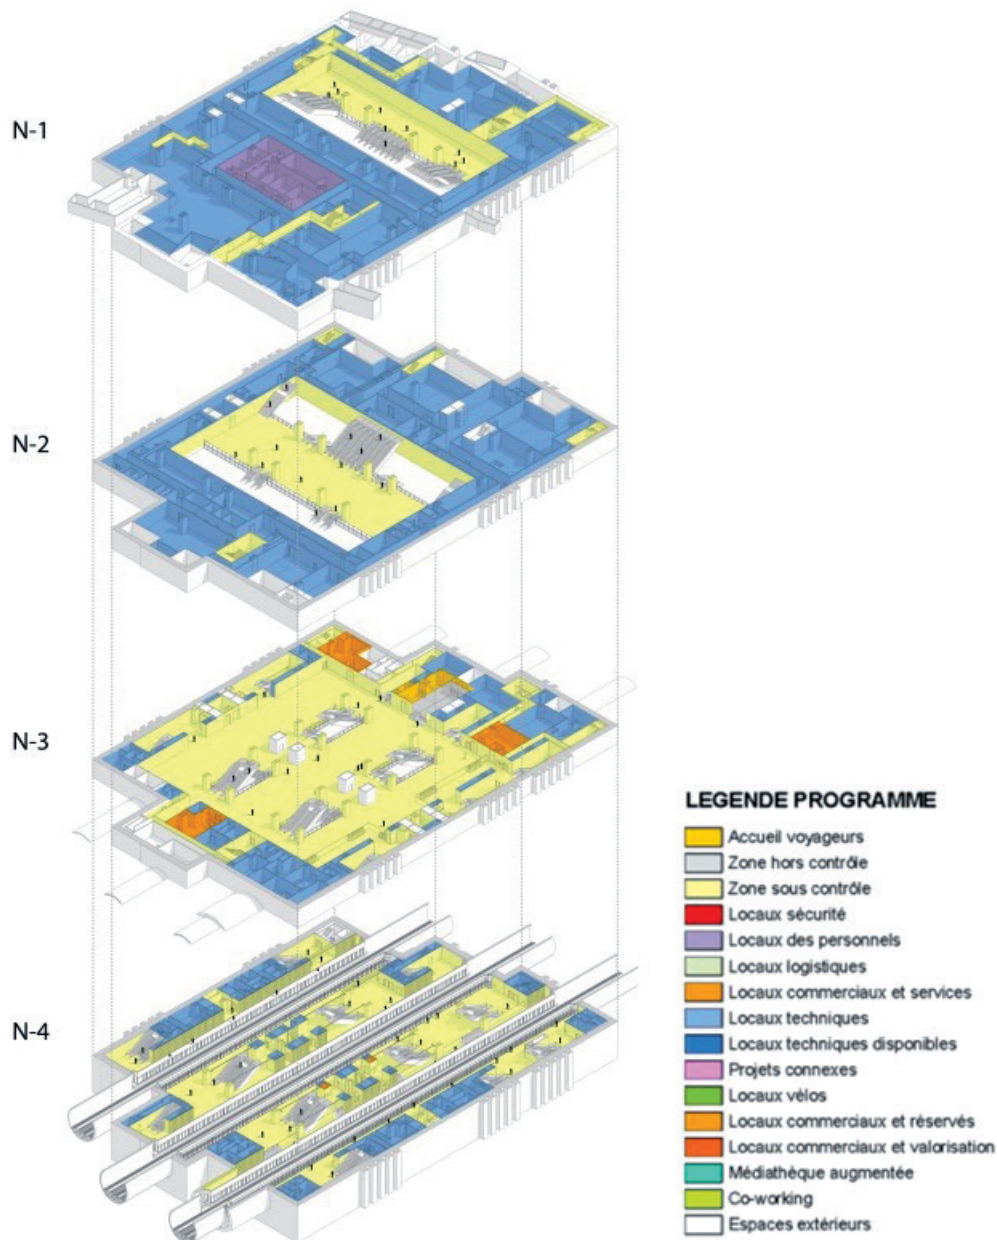 N-1
N-2
N-3
N-4
LEGENDE PROGRAMME
Accueil voyageurs
Zone hors contrôle
Zone sous contrôle
Locaux sécurité
Locaux des personnels
Locaux logistiques
Locaux commerciaux et services
Locaux techniques
Locaux techniques disponibles
Projets connexes
Locaux vélos
Locaux commerciaux et réservés
Locaux commerciaux et valorisation
Médiathèque augmentée
Co-working
Espaces extérieurs